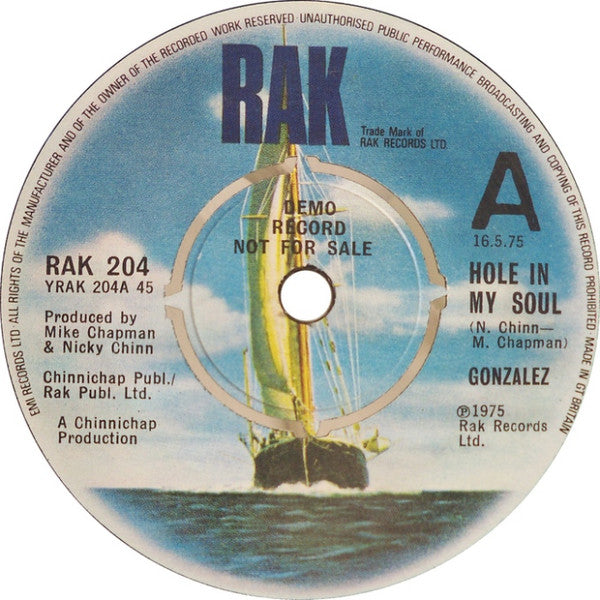 EMI RECORDS LTD ALL RIGHTS OF THE MANUFACTURER AND OF THE OWNER OF THE RECORDED WORK RESERVED UNAUTHORISED PUBLIC PERFORMANCE BROADCASTING AND COPYING OF THIS RECORD PROHIBITED MADE IN GT BRITAIN
RAK
Trade Mark of
RAK RECORDS LTD.
A
16.5.75
DEMO
RECORD
NOT FOR SALE
RAK 204
YRAK 204A 45
Produced by
Mike Chapman
& Nicky Chinn
Chinnichap Publ./
Rak Publ. Ltd.
A Chinnichap
Production
HOLE IN
MY SOUL
(N. Chinn—
M. Chapman)
GONZALEZ
℗1975
Rak Records
Ltd.